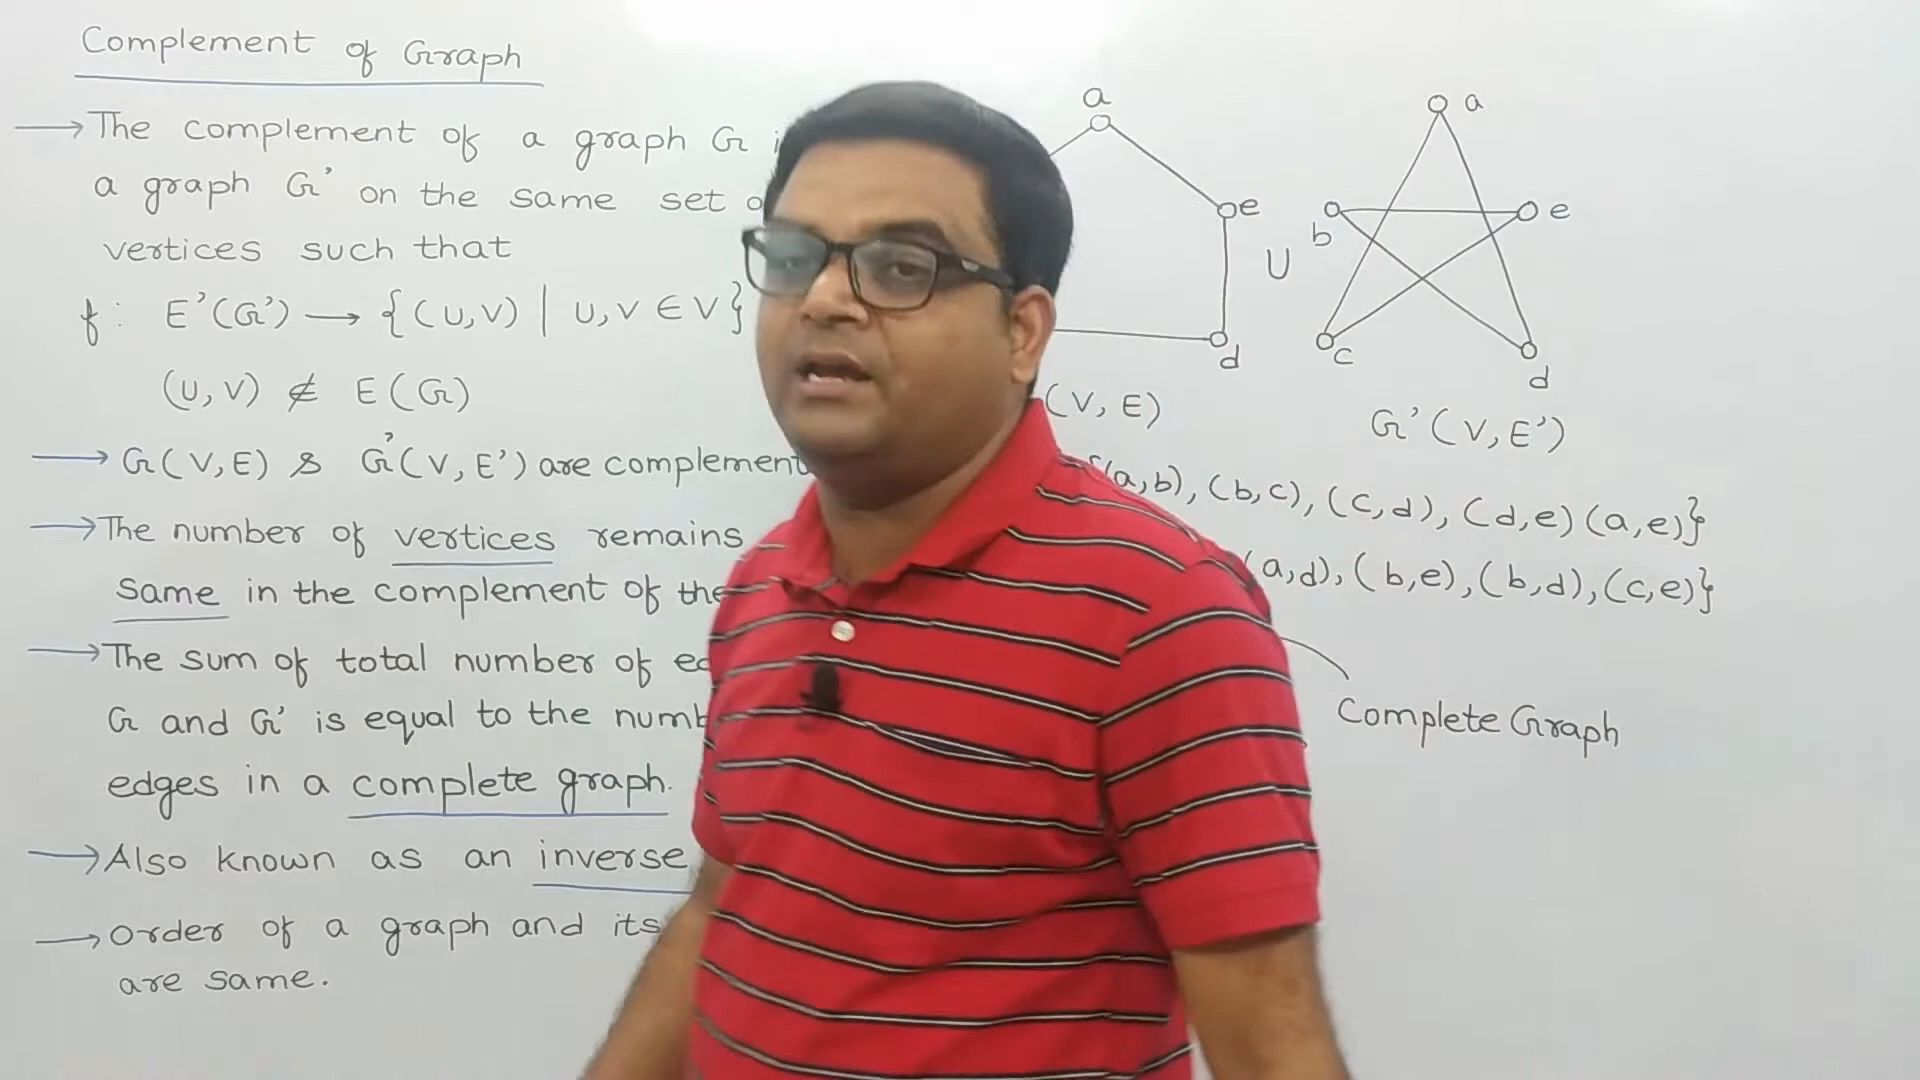 Complement of Graph
→ The complement of a graph G
a graph G' on the same set
vertices such that
f: E'(G') → {(U,V) | U,V ∈ V}
(U,V) ∉ E(G)
→ G(V,E) & G'(V,E') are complement
→ The number of vertices remains
same in the complement of the
→ The sum of total number of
G and G' is equal to the
edges in a complete graph.
→ Also known as an inverse
→ Order of a graph and its
are same.
a
e
d
(V, E)
U
a
b
e
c
d
G'(V,E')
(a,b), (b,c), (c,d), (d,e) (a,e)}
(a,d), (b,e), (b,d), (c,e)}
Complete Graph